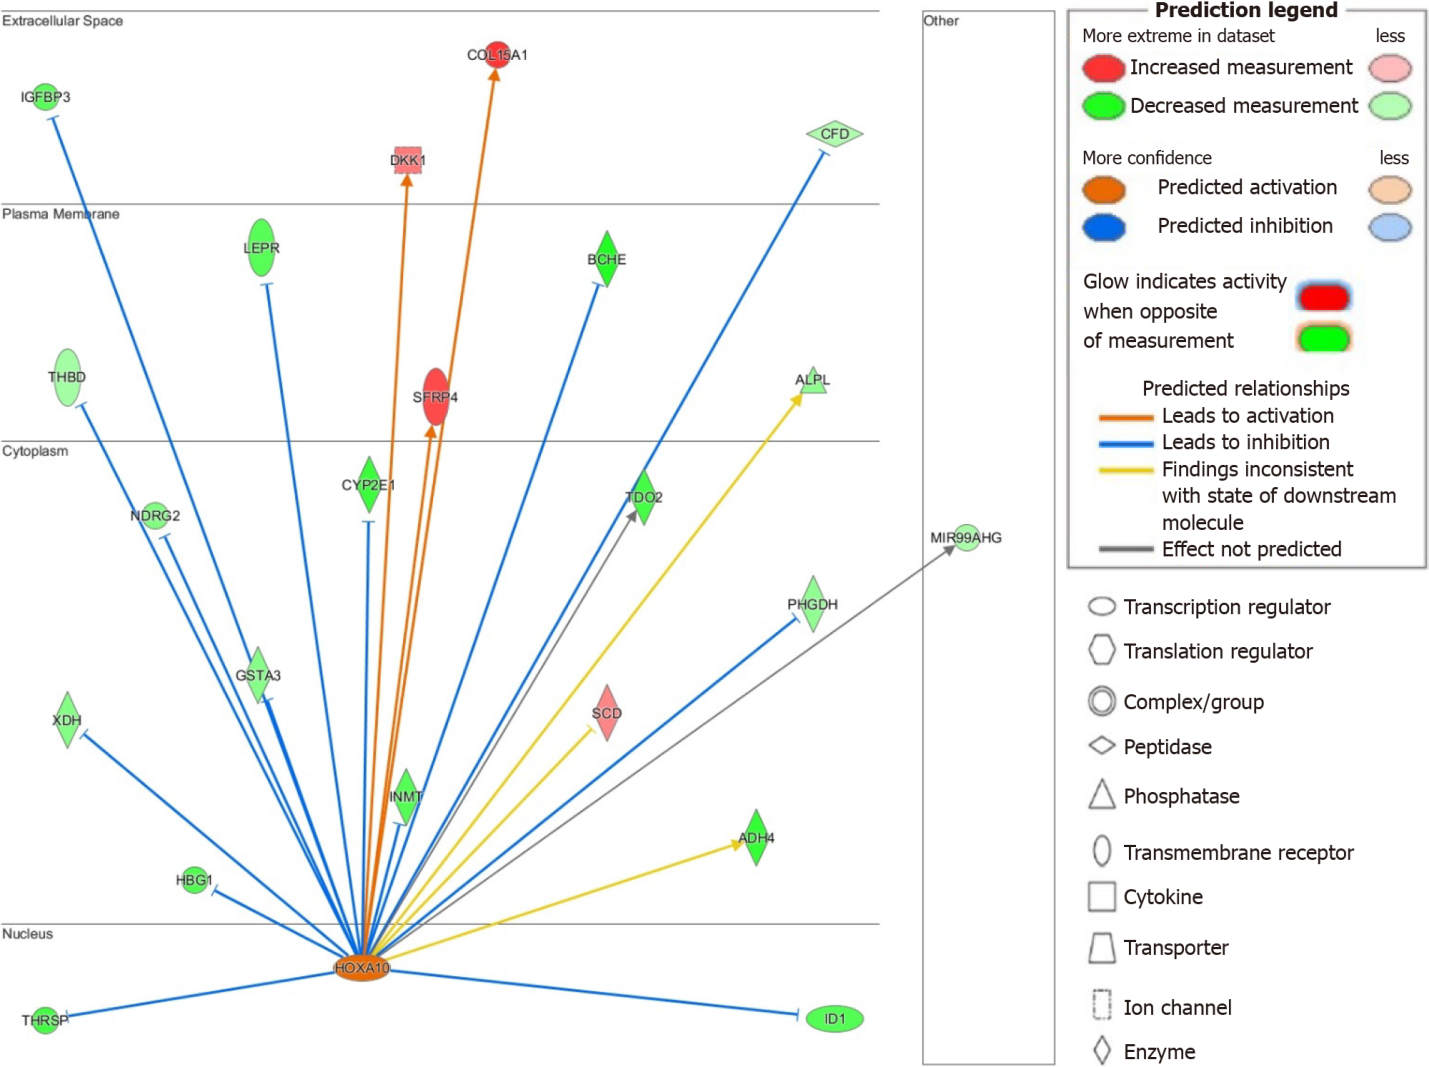 Extracellular Space
COL15A1
IGFBP3
CFD
DKK1
Plasma Membrane
LEPR
BCHE
THBD
SFRP4
ALPL
Cytoplasm
CYP2E1
TDO2
NDRG2
PHGDH
GSTA3
XDH
SCD
INMT
ADH4
HBG1
Nucleus
HOXA10
THRSP
ID1
Other
MIR99AHG
Prediction legend
More extreme in dataset less
Increased measurement
Decreased measurement
More confidence less
Predicted activation
Predicted inhibition
Glow indicates activity
when opposite
of measurement
Predicted relationships
Leads to activation
Leads to inhibition
Findings inconsistent
with state of downstream
molecule
Effect not predicted
Transcription regulator
Translation regulator
Complex/group
Peptidase
Phosphatase
Transmembrane receptor
Cytokine
Transporter
Ion channel
Enzyme